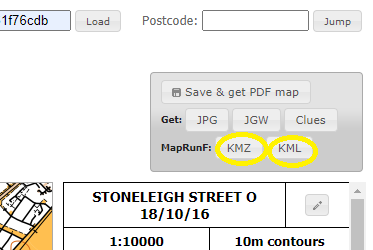 1f76cdb Load Postcode: Jump
Save & get PDF map
Get: JPG JGW Clues
MapRunF: KMZ KML
STONELEIGH STREET O
18/10/16
1:10000 10m contours